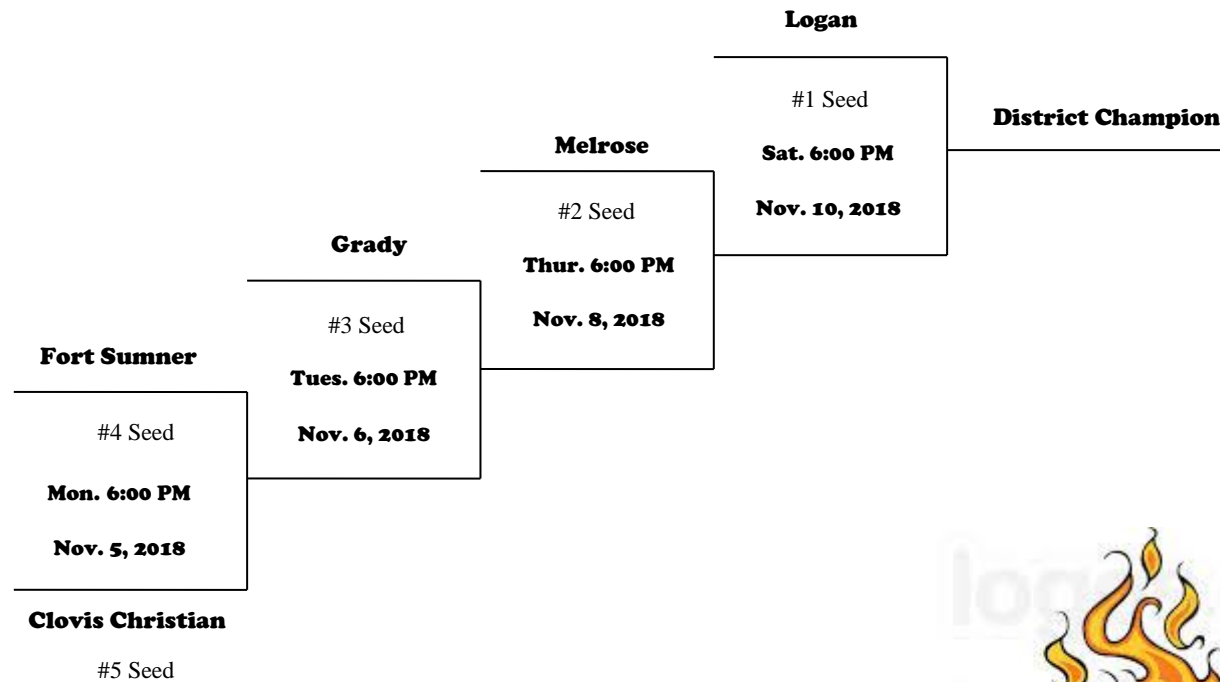 Logan
#1 Seed
District Champion
Sat. 6:00 PM
Nov. 10, 2018
Melrose
#2 Seed
Thur. 6:00 PM
Nov. 8, 2018
Grady
#3 Seed
Tues. 6:00 PM
Nov. 6, 2018
Fort Sumner
#4 Seed
Mon. 6:00 PM
Nov. 5, 2018
Clovis Christian
#5 Seed